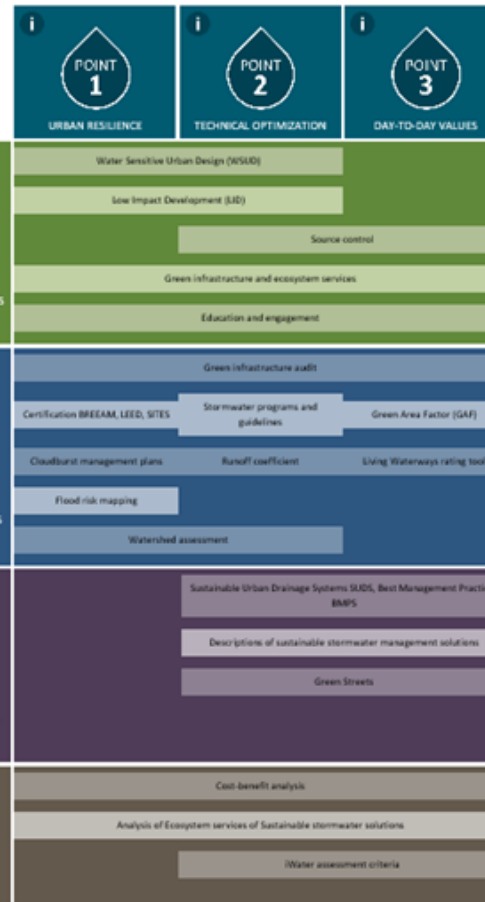 i
POINT
1
URBAN RESILIENCE
i
POINT
2
TECHNICAL OPTIMIZATION
i
POINT
3
DAY-TO-DAY VALUES
Water Sensitive Urban Design (WSUD)
Low Impact Development (LID)
Source control
Green infrastructure and ecosystem services
Education and engagement
S
Green infrastructure audit
Certification BREEAM, LEED, SITES
Stormwater programs and
guidelines
Green Area Factor (GAF)
Cloudburst management plans
Runoff coefficient
Living Waterways rating tool
Flood risk mapping
Watershed assessment
S
Sustainable Urban Drainage Systems SUDS, Best Management Practic
BMPS
Descriptions of sustainable stormwater management solutions
Green Streets
Cost-benefit analysis
Analysis of Ecosystem services of Sustainable stormwater solutions
iWater assessment criteria